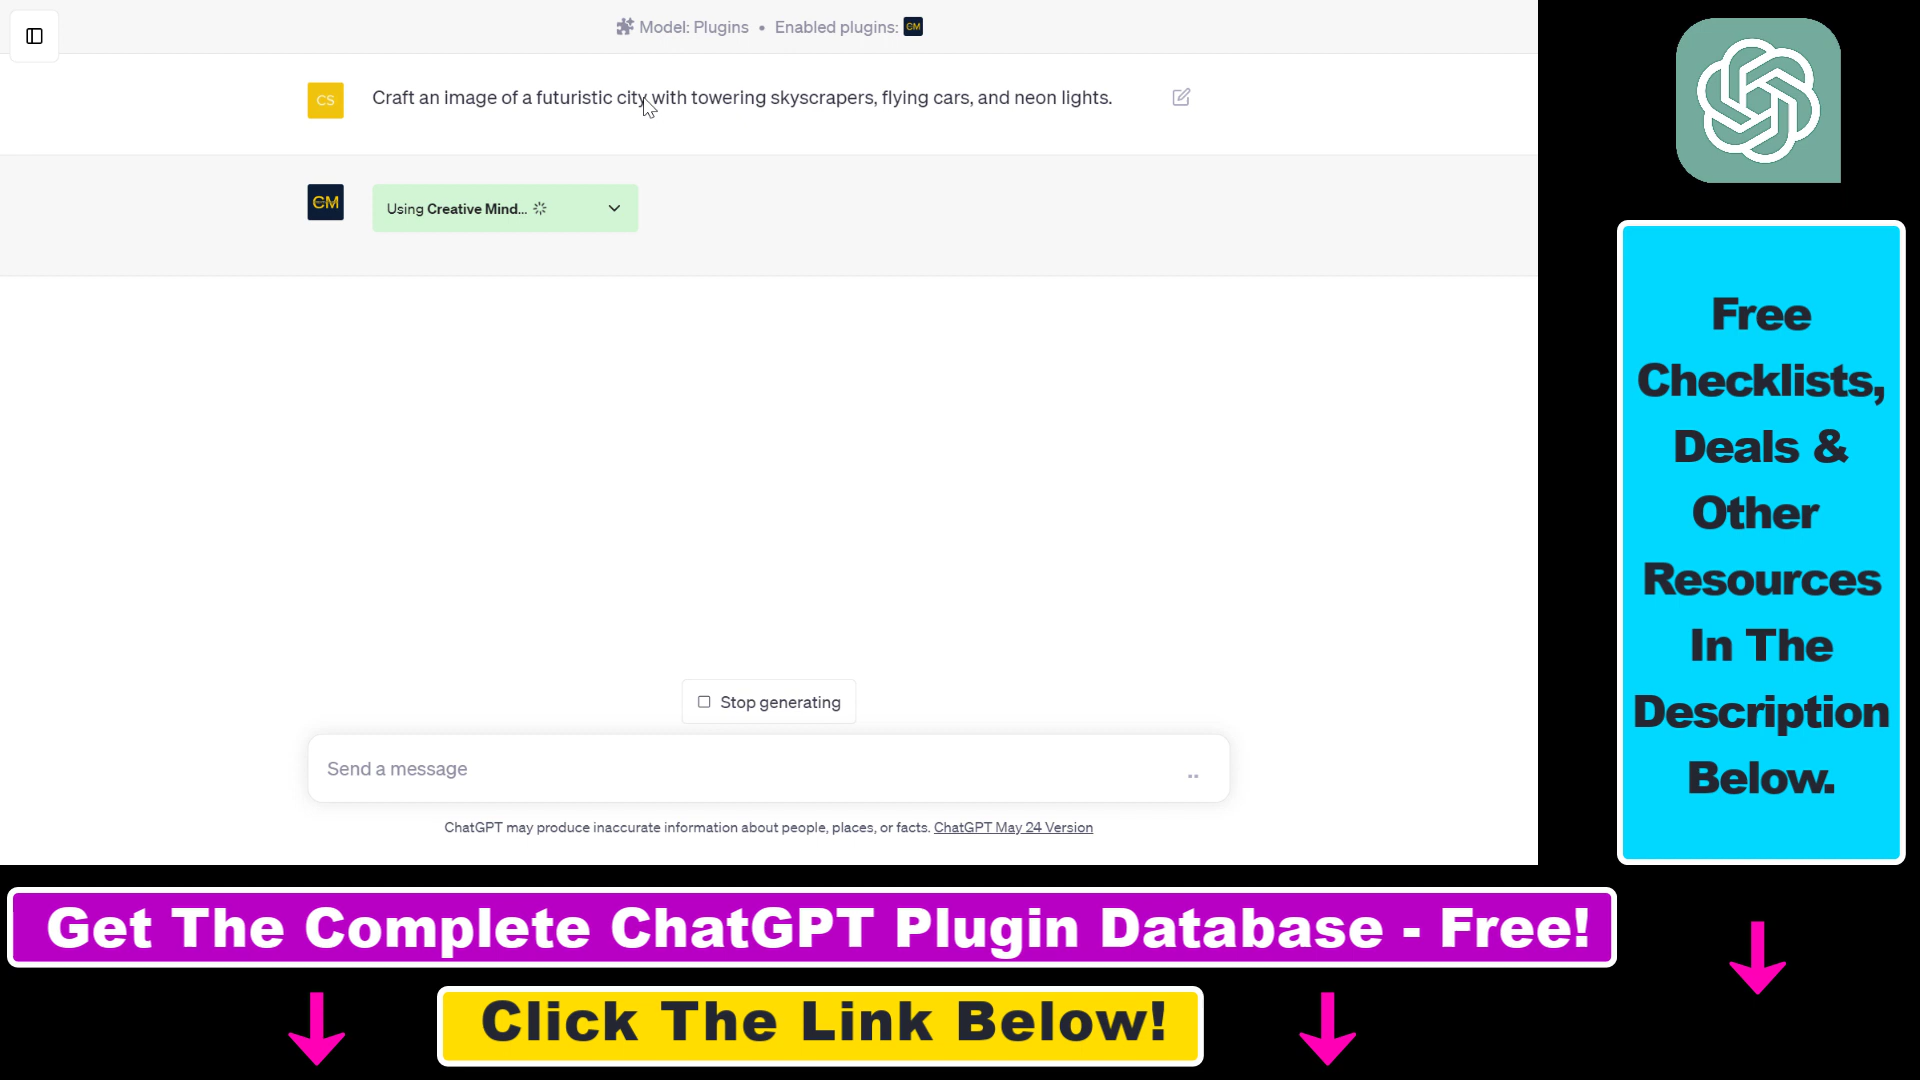 Model: Plugins • Enabled plugins: CM
CS
Craft an image of a futuristic city with towering skyscrapers, flying cars, and neon lights.
CM
Using Creative Mind...
Stop generating
Send a message
ChatGPT may produce inaccurate information about people, places, or facts. ChatGPT May 24 Version
Free
Checklists,
Deals &
Other
Resources
In The
Description
Below.
Get The Complete ChatGPT Plugin Database - Free!
Click The Link Below!